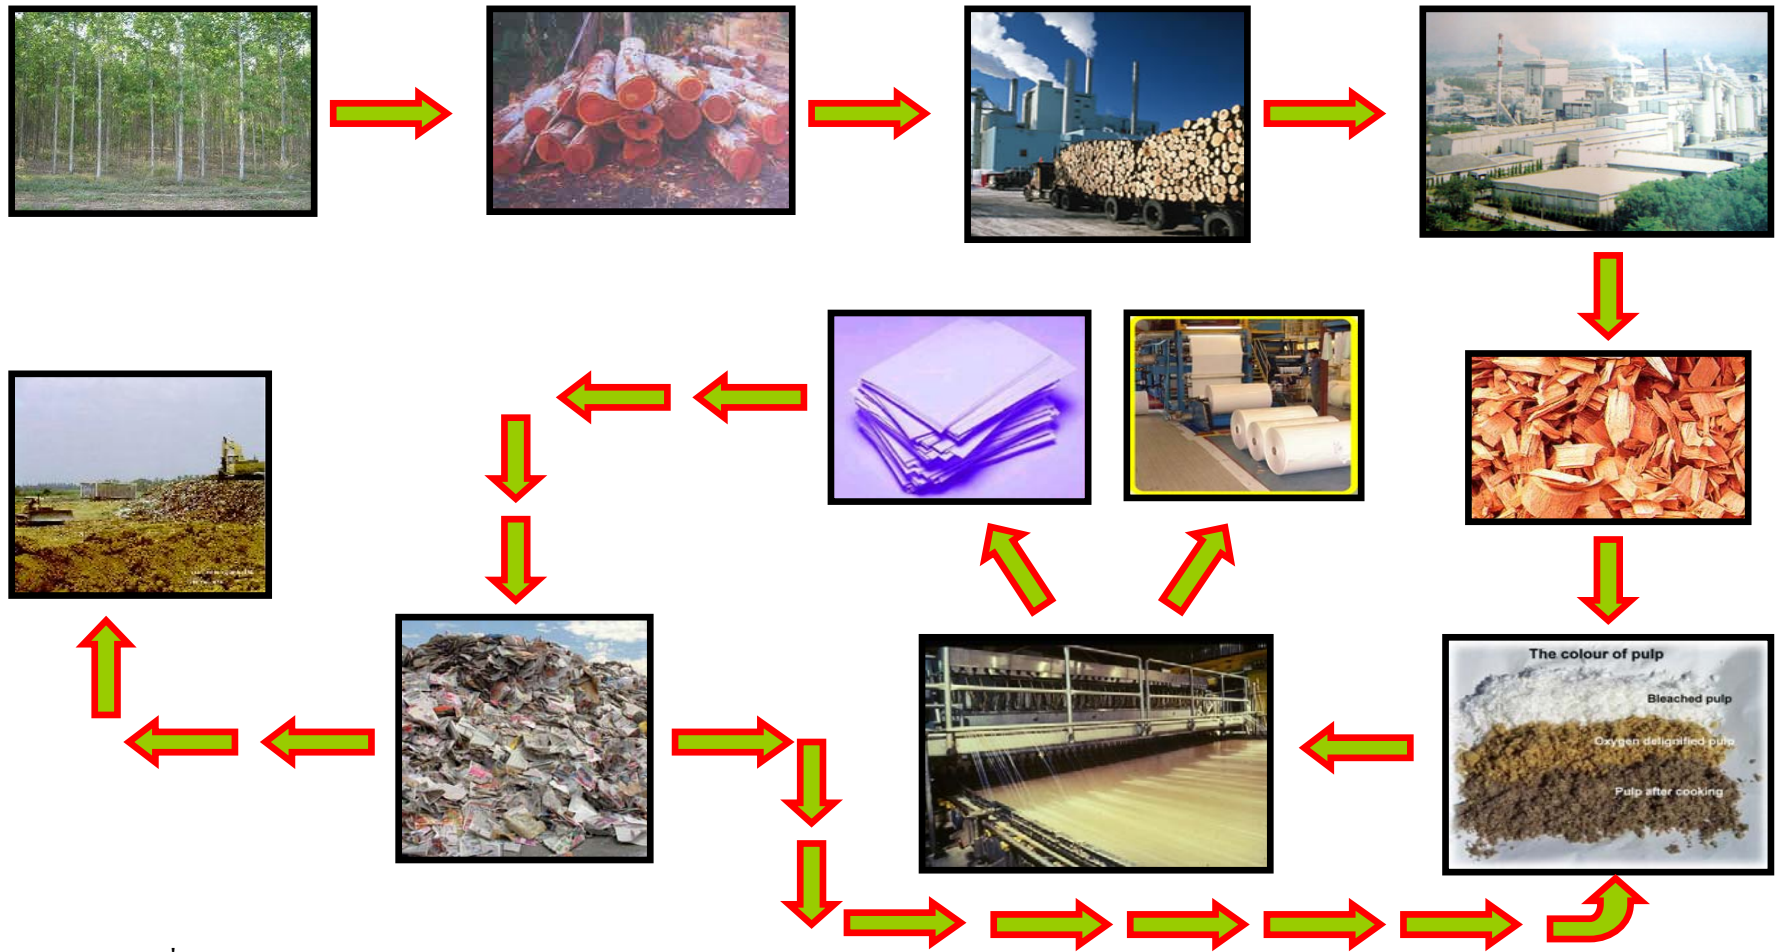 The colour of pulp
Bleached pulp
Oxygen delignified pulp
Pulp after cooking